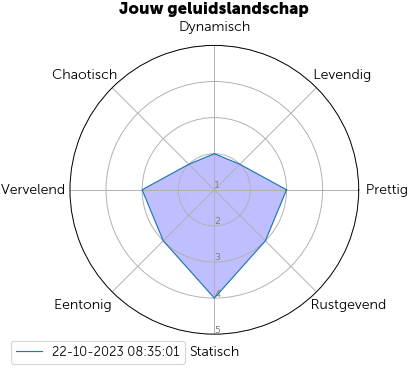 Jouw geluidslandschap
Dynamisch
Chaotisch
Levendig
Vervelend
1
Prettig
2
3
4
Eentonig
Rustgevend
5
22-10-2023 08:35:01
Statisch